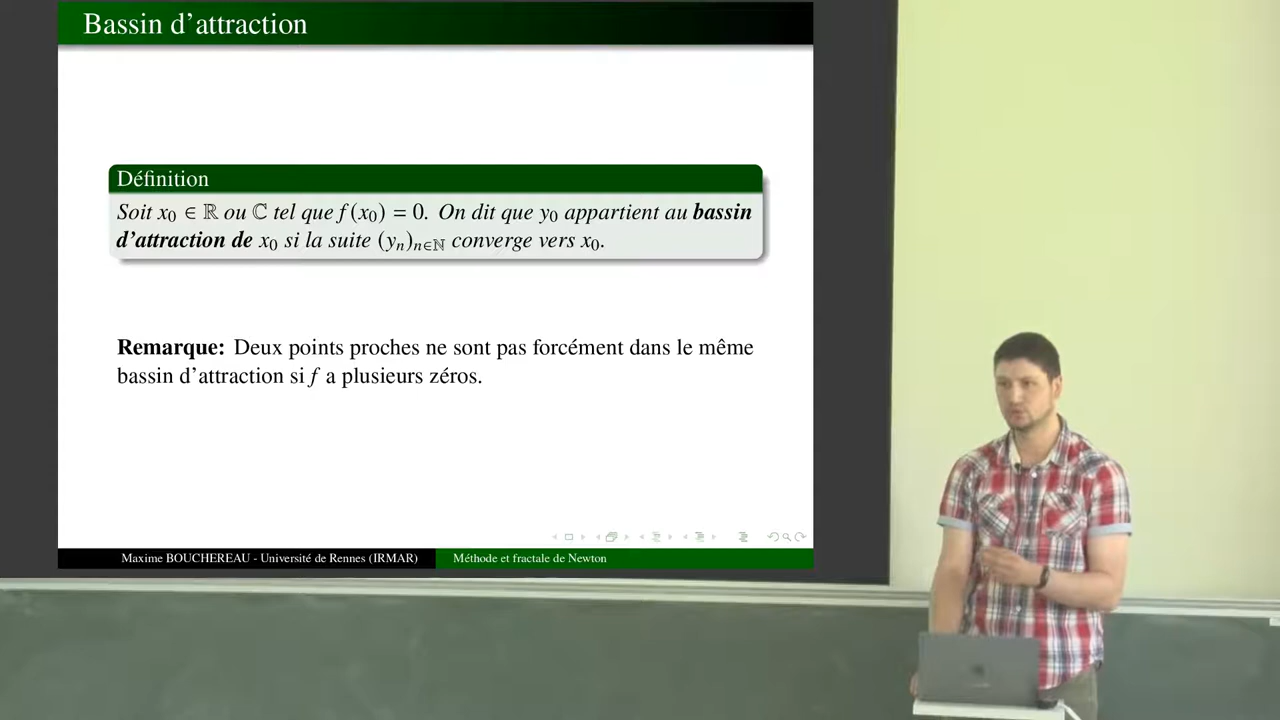 Bassin d'attraction
Définition
Soit x₀ ∈ ℝ ou ℂ tel que f(x₀) = 0. On dit que y₀ appartient au bassin
d'attraction de x₀ si la suite (yₙ)ₙ∈ℕ converge vers x₀.
Remarque: Deux points proches ne sont pas forcément dans le même
bassin d'attraction si f a plusieurs zéros.
Maxime BOUCHEREAU - Université de Rennes (IRMAR)
Méthode et fractale de Newton